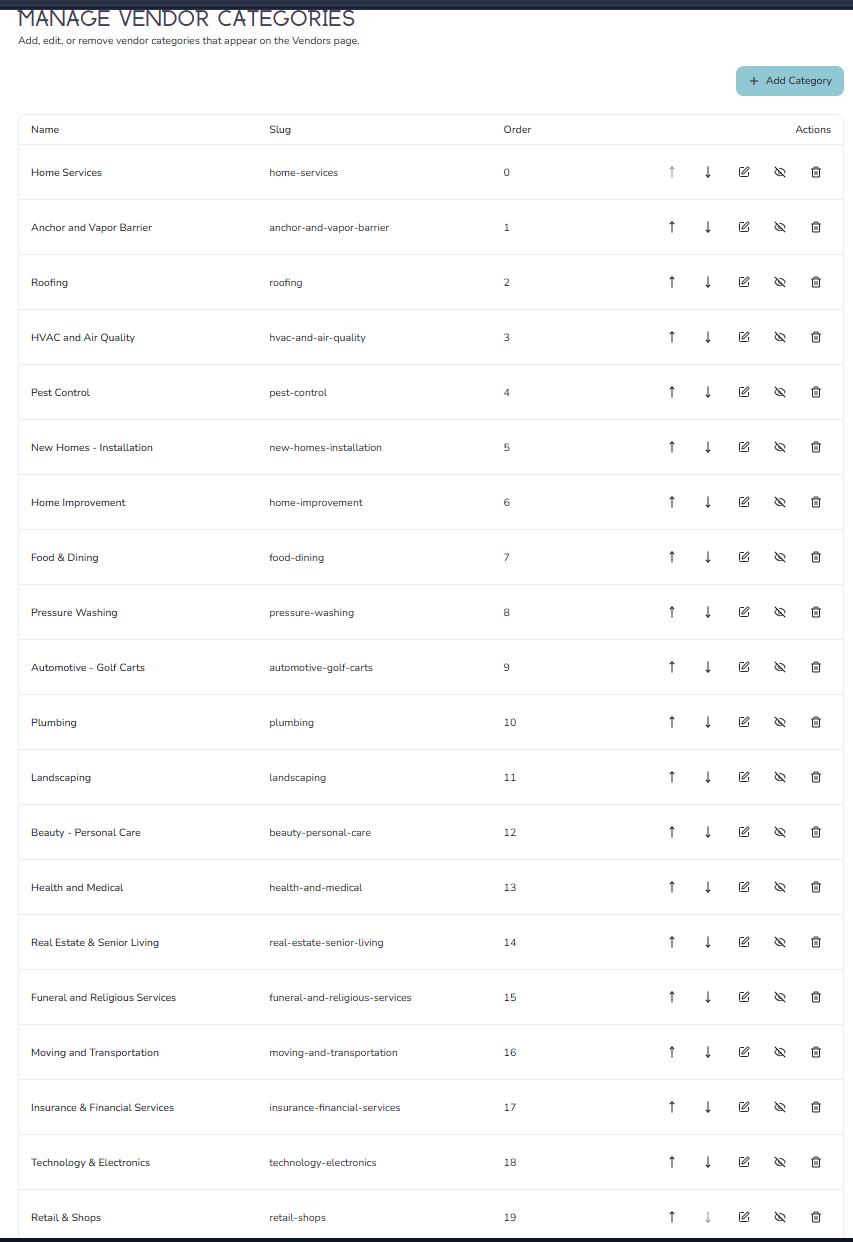 MANAGE VENDOR CATEGORIES
Add, edit, or remove vendor categories that appear on the Vendors page.
+ Add Category
Name Slug Order Actions
Home Services home-services 0
Anchor and Vapor Barrier anchor-and-vapor-barrier 1
Roofing roofing 2
HVAC and Air Quality hvac-and-air-quality 3
Pest Control pest-control 4
New Homes - Installation new-homes-installation 5
Home Improvement home-improvement 6
Food & Dining food-dining 7
Pressure Washing pressure-washing 8
Automotive - Golf Carts automotive-golf-carts 9
Plumbing plumbing 10
Landscaping landscaping 11
Beauty - Personal Care beauty-personal-care 12
Health and Medical health-and-medical 13
Real Estate & Senior Living real-estate-senior-living 14
Funeral and Religious Services funeral-and-religious-services 15
Moving and Transportation moving-and-transportation 16
Insurance & Financial Services insurance-financial-services 17
Technology & Electronics technology-electronics 18
Retail & Shops retail-shops 19